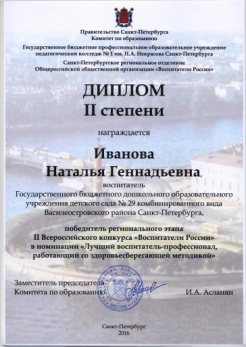 Правительство Санкт-Петербурга
Комитет по образованию
Государственное бюджетное профессиональное образовательное учреждение
педагогический колледж № 1 им. Н.А. Некрасова Санкт-Петербурга
Санкт-Петербургское региональное отделение
Общероссийской общественной организации «Воспитатели России»
ДИПЛОМ
II степени
награждается
Иванова
Наталья Геннадьевна,
воспитатель
Государственного бюджетного дошкольного образовательного
учреждения детского сада № 29 комбинированного вида
Василеостровского района Санкт-Петербурга,
победитель регионального этапа
II Всероссийского конкурса «Воспитатели России»
в номинации «Лучший воспитатель-профессионал,
работающий со здоровьесберегающей методикой»
Заместитель председателя
Комитета по образованию
И.А. Асланян
Санкт-Петербург
2016